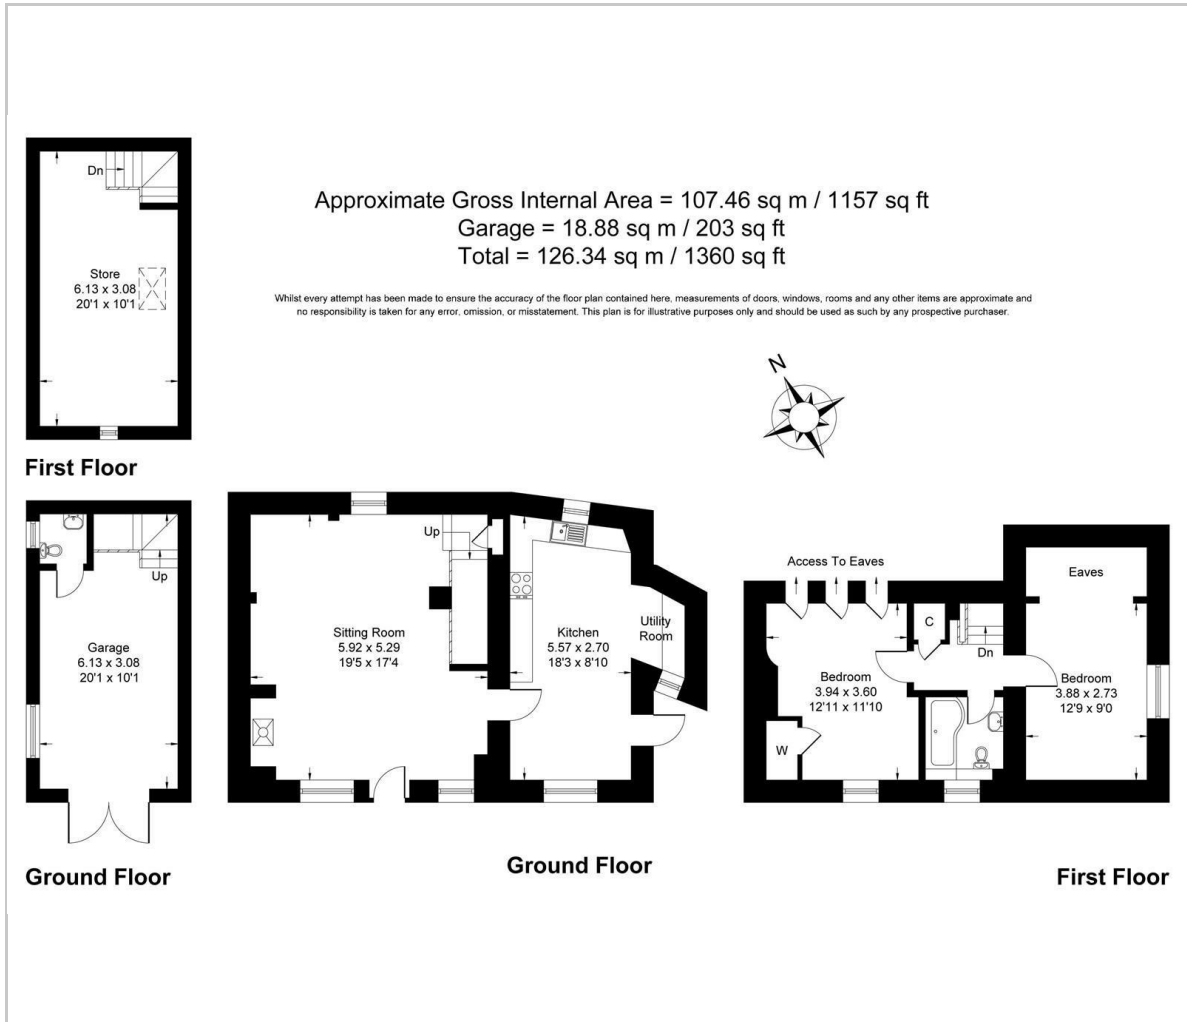 Approximate Gross Internal Area = 107.46 sq m / 1157 sq ft
Garage = 18.88 sq m / 203 sq ft
Total = 126.34 sq m / 1360 sq ft
Whilst every attempt has been made to ensure the accuracy of the floor plan contained here, measurements of doors, windows, rooms and any other items are approximate and
no responsibility is taken for any error, omission, or misstatement. This plan is for illustrative purposes only and should be used as such by any prospective purchaser.
N
Dn
Store
6.13 x 3.08
20'1 x 10'1
First Floor
Up
Garage
6.13 x 3.08
20'1 x 10'1
Ground Floor
Up
Sitting Room
5.92 x 5.29
19'5 x 17'4
Kitchen
5.57 x 2.70
18'3 x 8'10
Utility
Room
Ground Floor
Access To Eaves
Eaves
C
Dn
Bedroom
3.94 x 3.60
12'11 x 11'10
Bedroom
3.88 x 2.73
12'9 x 9'0
W
First Floor